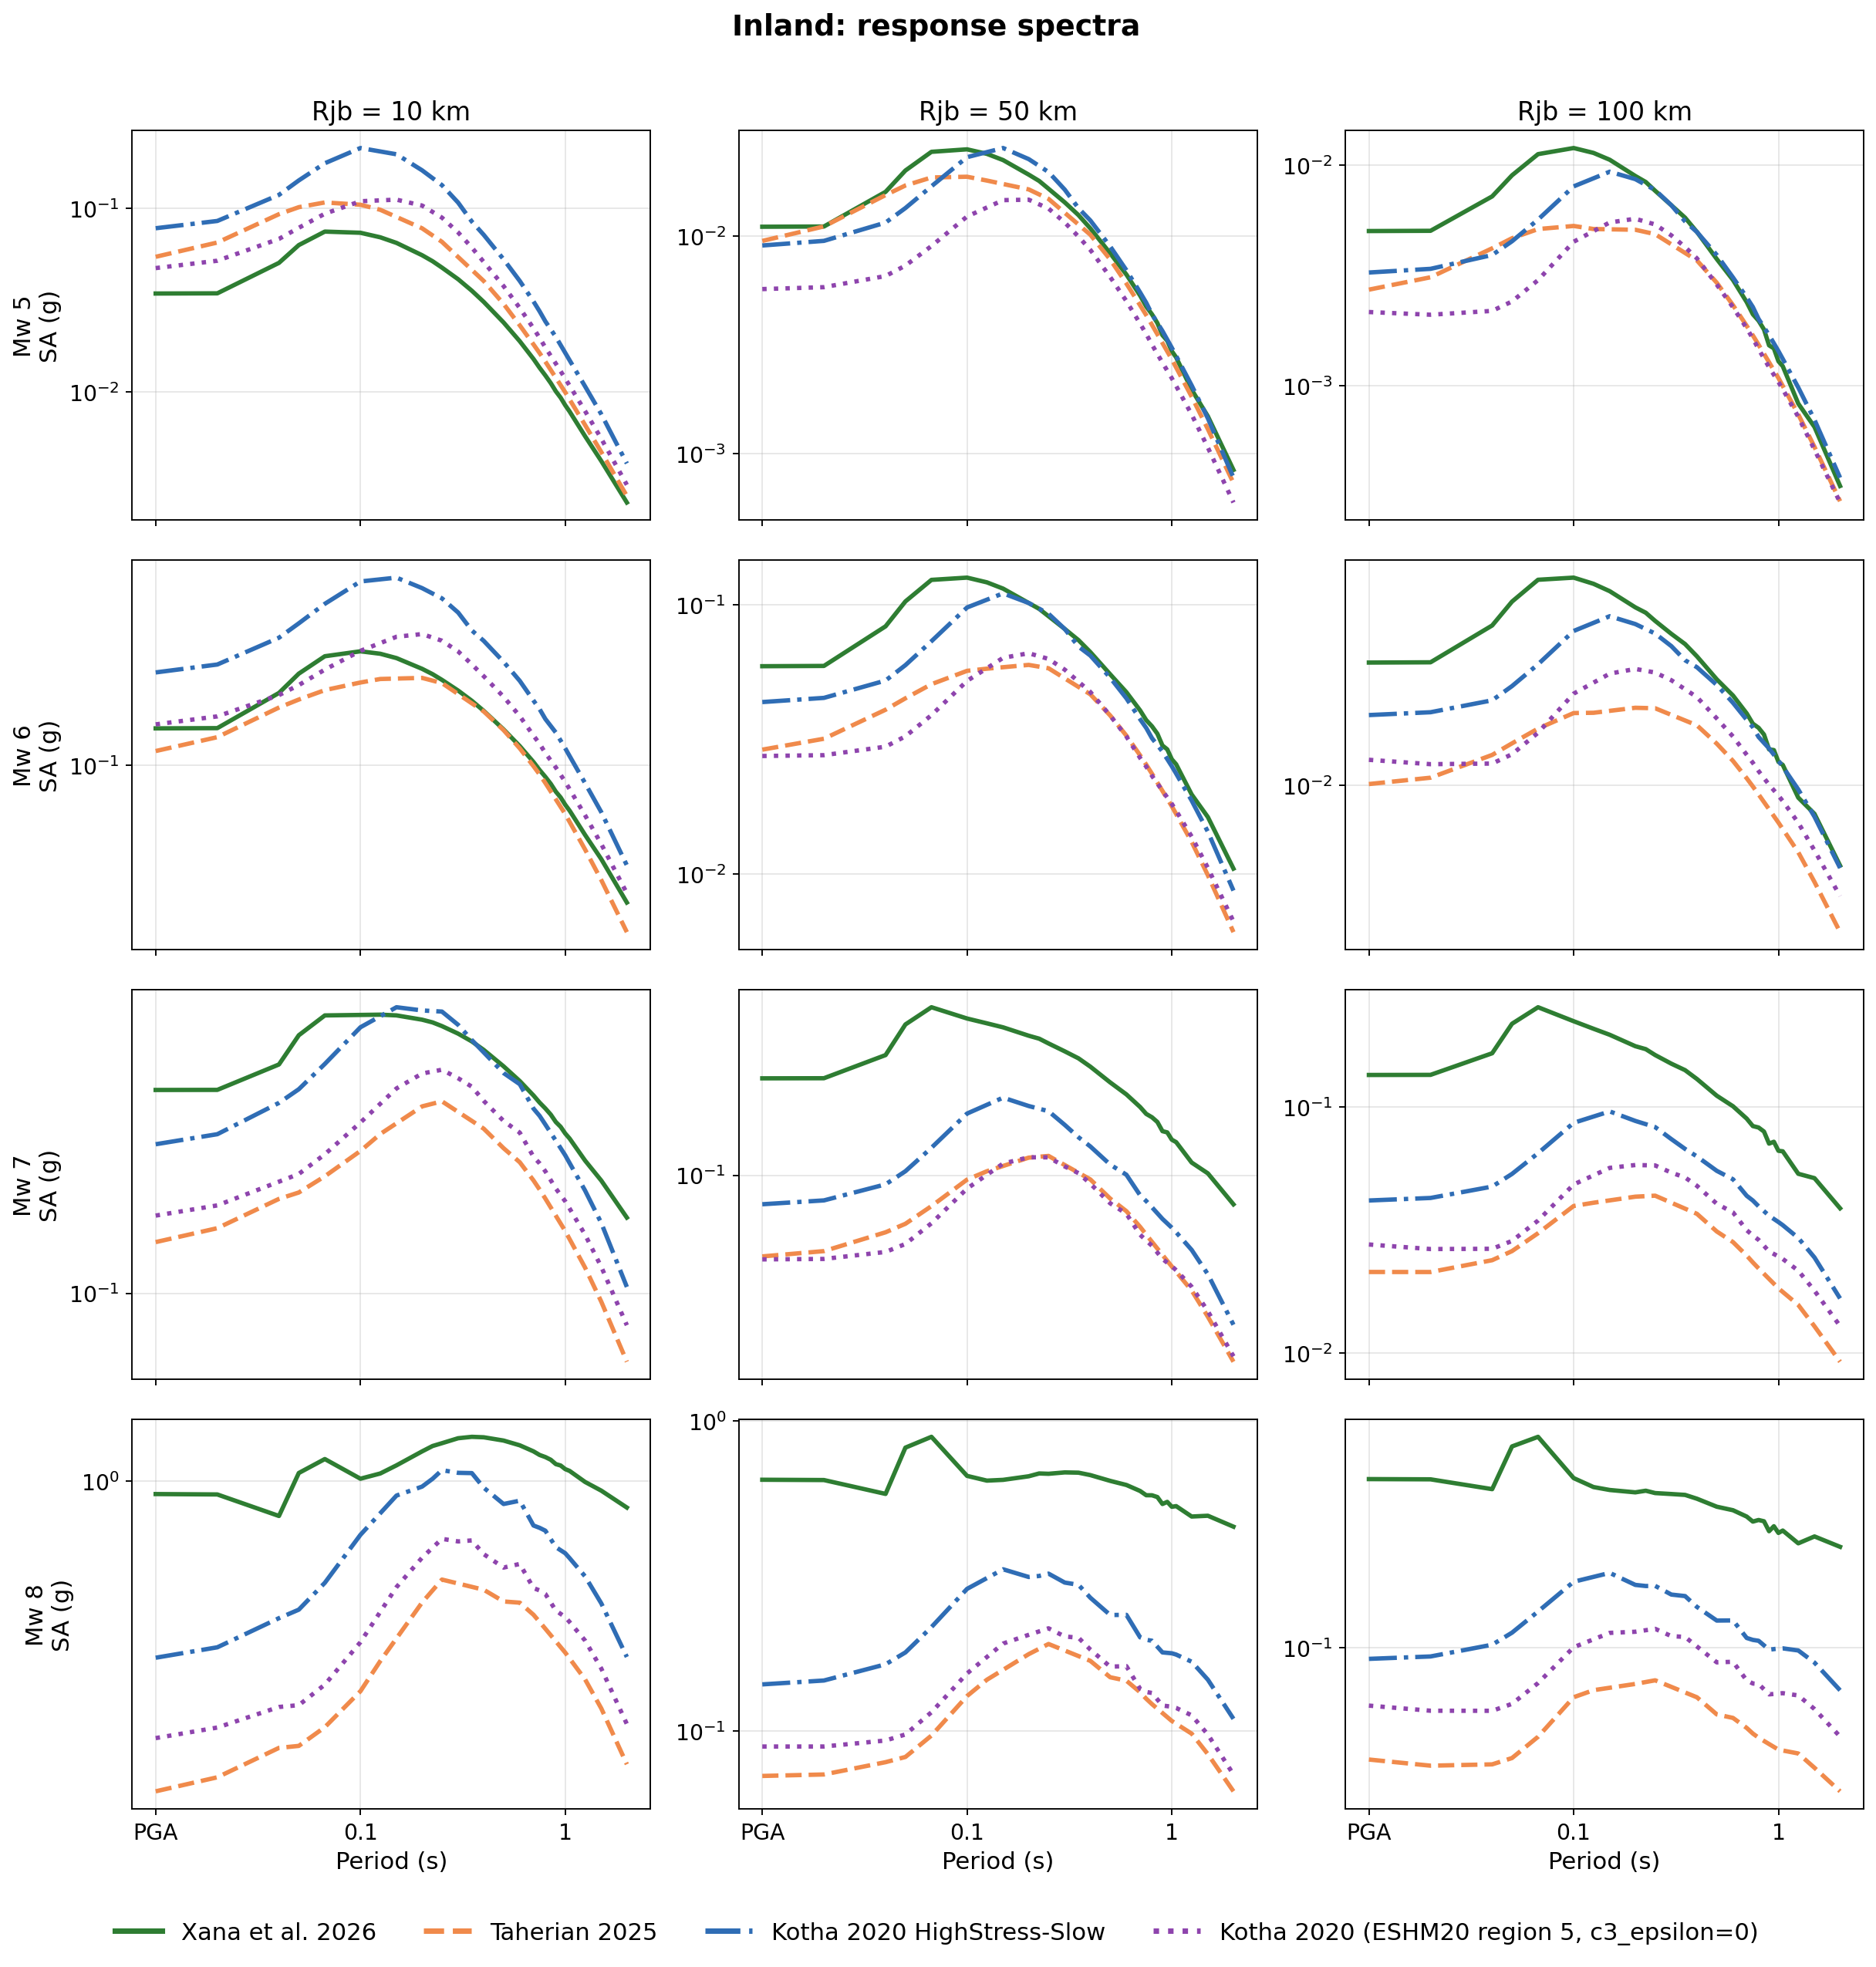 Inland: response spectra
Rjb = 10 km
Rjb = 50 km
Rjb = 100 km
Mw 5
SA (g)
10⁻¹
10⁻²
10⁻²
10⁻³
10⁻²
10⁻³
Mw 6
SA (g)
10⁻¹
10⁻¹
10⁻²
10⁻²
Mw 7
SA (g)
10⁻¹
10⁻¹
10⁻¹
10⁻²
Mw 8
SA (g)
10⁰
10⁰
10⁻¹
10⁻¹
PGA 0.1 1
PGA 0.1 1
PGA 0.1 1
Period (s)
Period (s)
Period (s)
Xana et al. 2026
Taherian 2025
Kotha 2020 HighStress-Slow
Kotha 2020 (ESHM20 region 5, c3_epsilon=0)